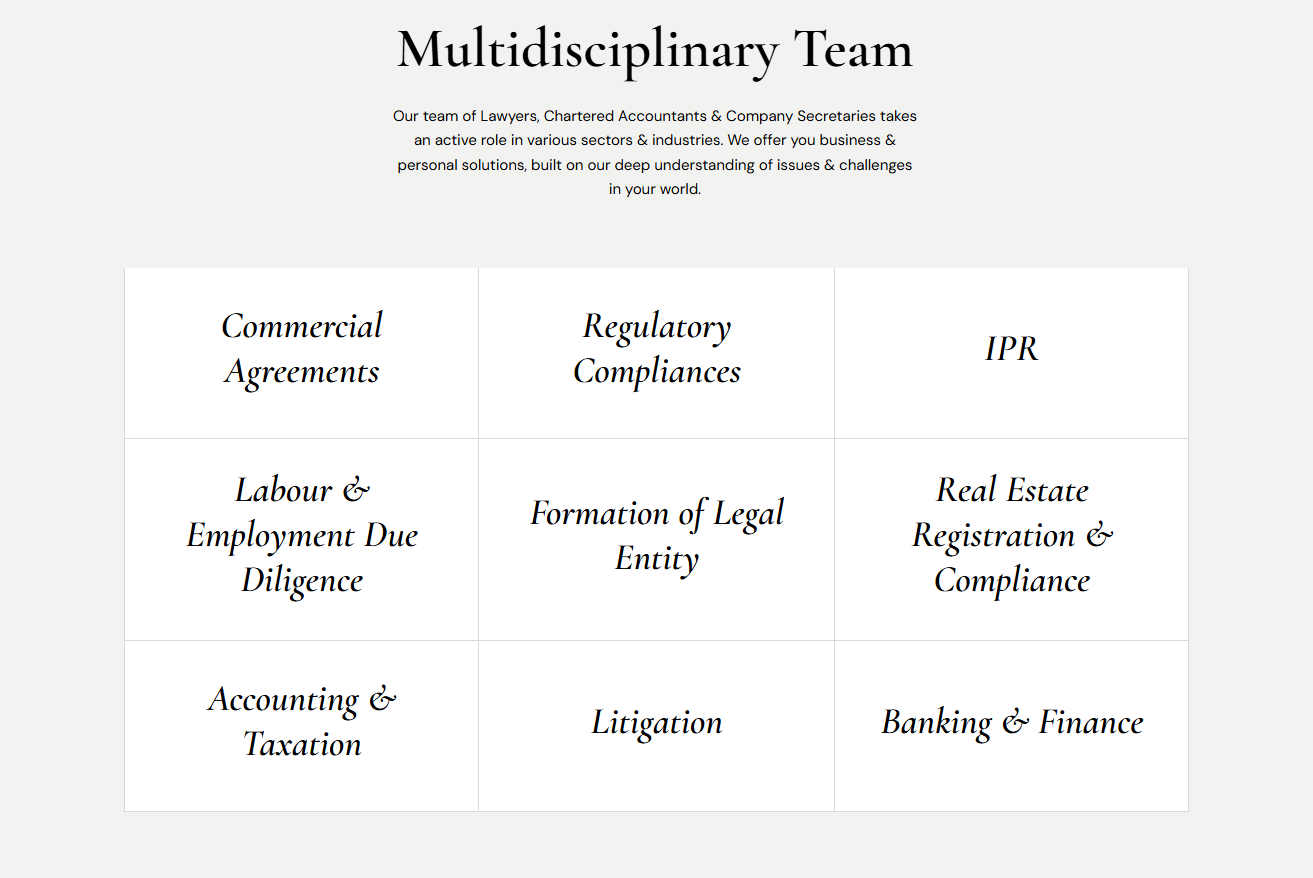 Multidisciplinary Team
Our team of Lawyers, Chartered Accountants & Company Secretaries takes
an active role in various sectors & industries. We offer you business &
personal solutions, built on our deep understanding of issues & challenges
in your world.
Commercial
Agreements
Regulatory
Compliances
IPR
Labour &
Employment Due
Diligence
Formation of Legal
Entity
Real Estate
Registration &
Compliance
Accounting &
Taxation
Litigation
Banking & Finance